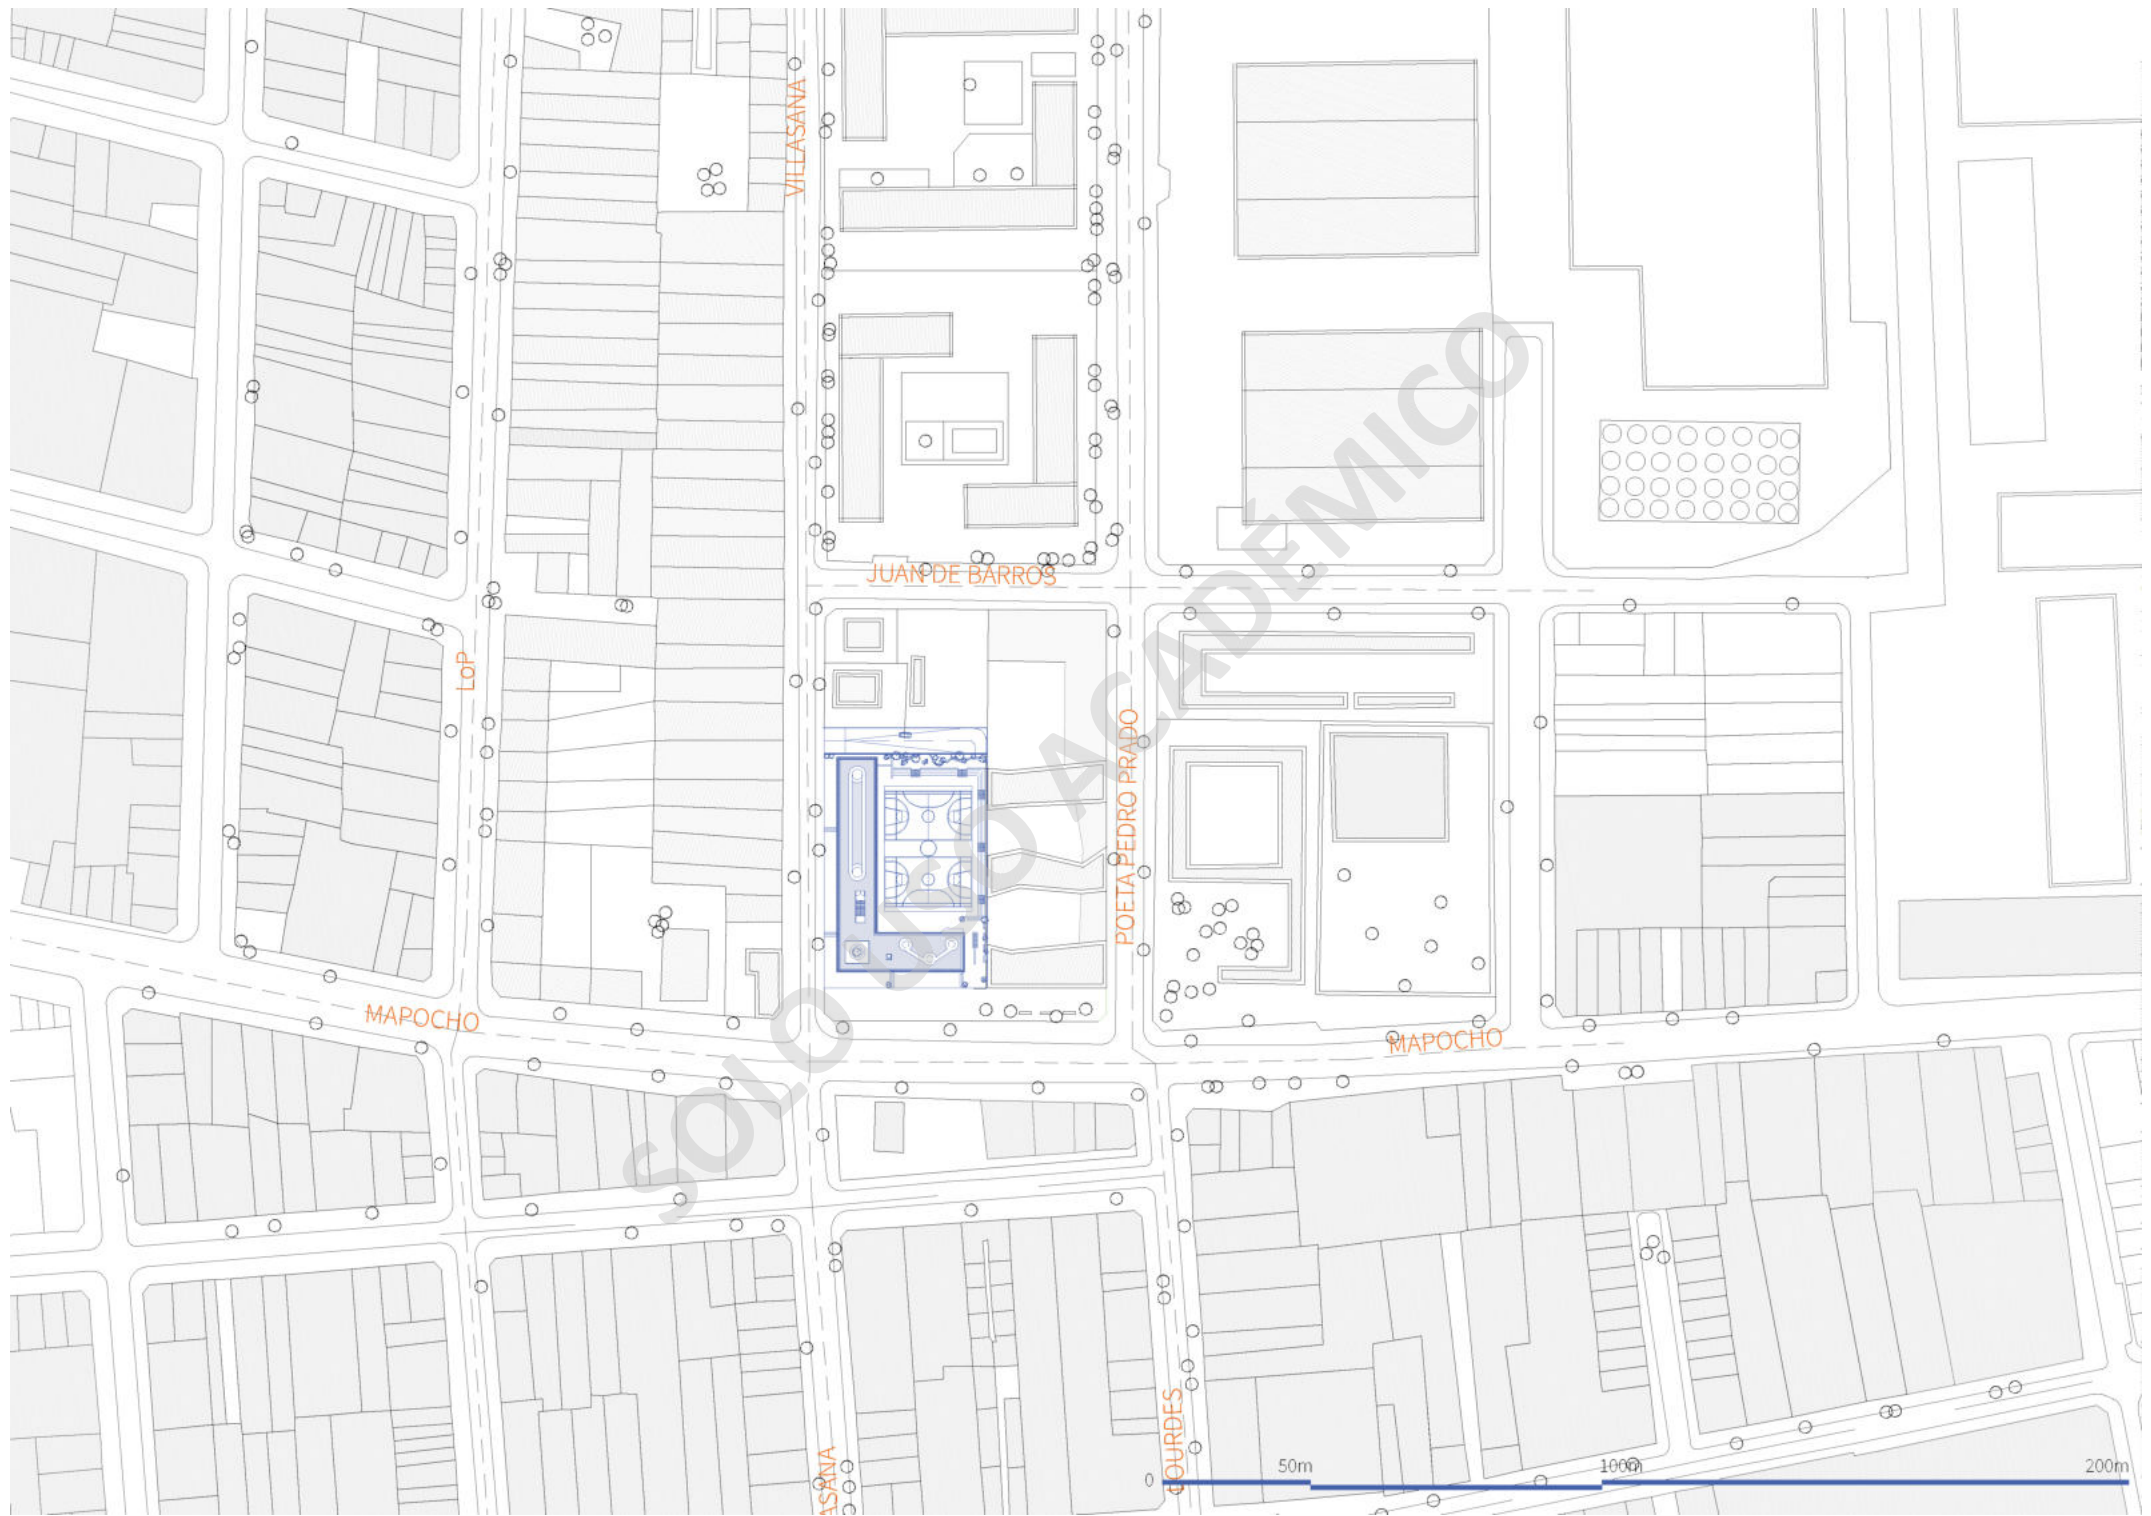 VILLASANA
JUAN DE BARROS
LoP
POETA PEDRO PRADO
MAPOCHO
MAPOCHO
SOLO USO ACADÉMICO
LOURDES
ASANA
0
50m
100m
200m